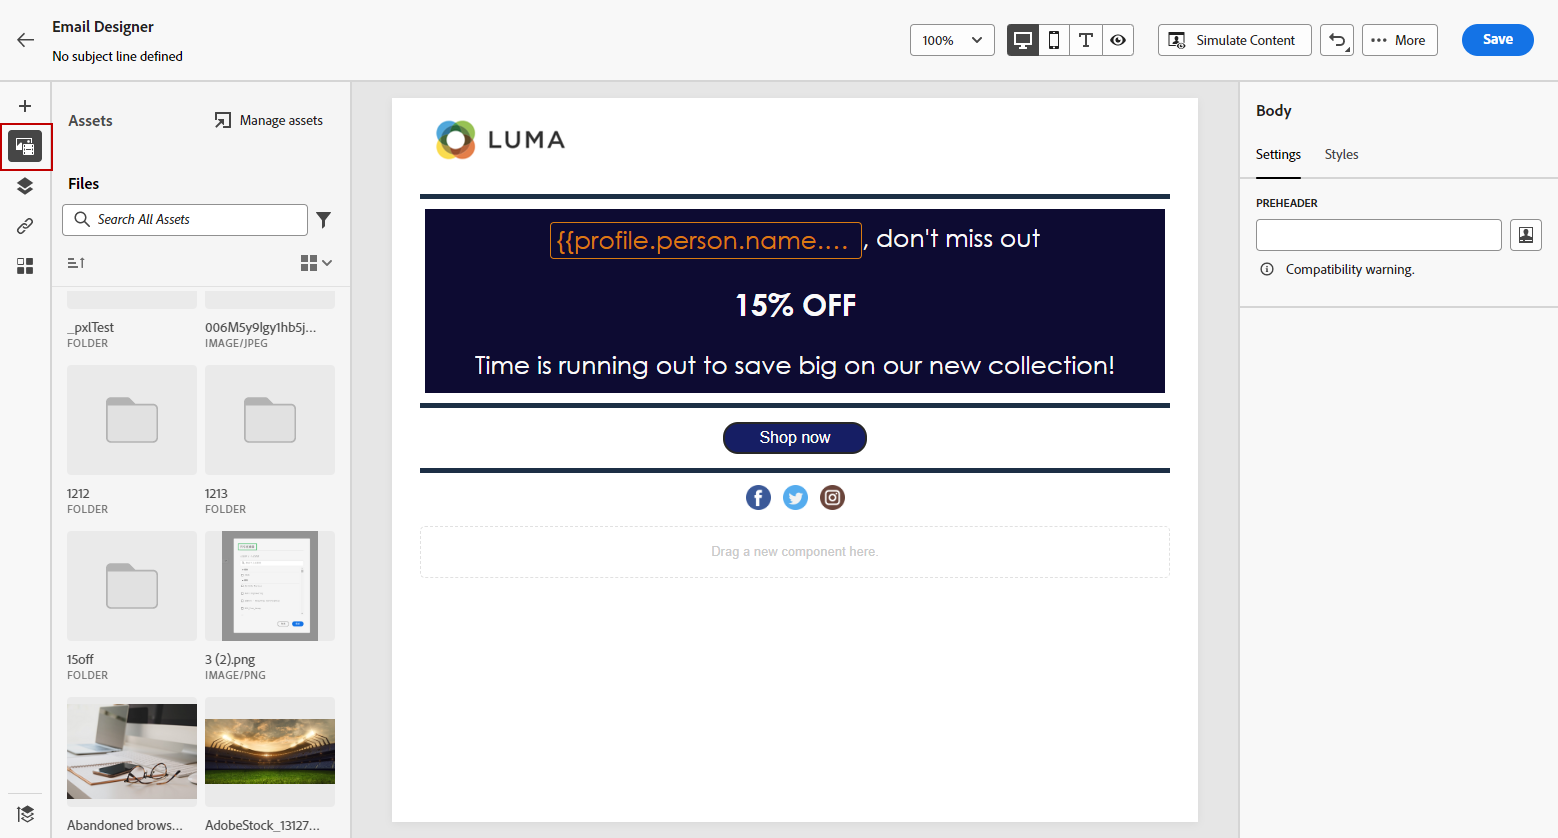 Email Designer
No subject line defined
100%
Simulate Content
More
Save
Assets
Manage assets
Files
Search All Assets
_pxlTest
FOLDER
006M5y9lgy1hb5j...
IMAGE/JPEG
1212
FOLDER
1213
FOLDER
15off
FOLDER
3 (2).png
IMAGE/PNG
Abandoned brows...
AdobeStock_13127...
LUMA
{{profile.person.name.... , don't miss out
15% OFF
Time is running out to save big on our new collection!
Shop now
Drag a new component here.
Body
Settings
Styles
PREHEADER
Compatibility warning.